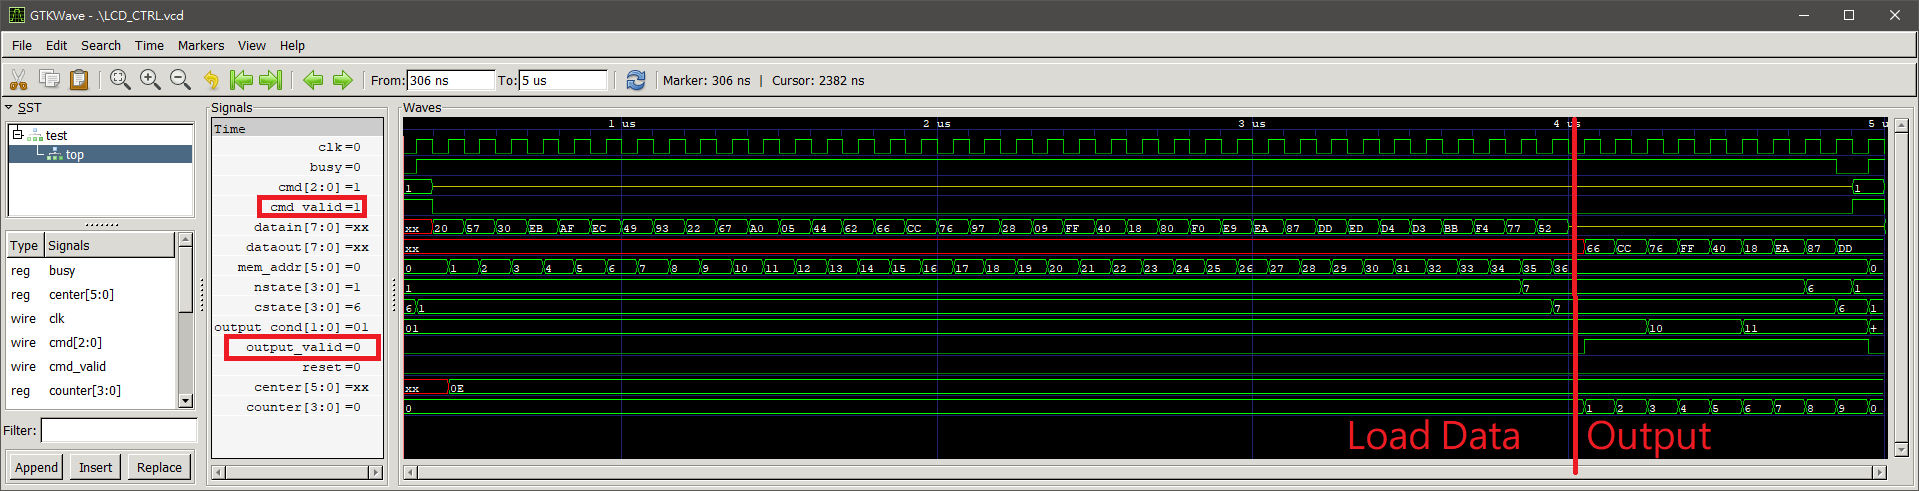 GTKWave - .\LCD_CTRL.vcd
File Edit Search Time Markers View Help
From: 306 ns To: 5 us Marker: 306 ns | Cursor: 2382 ns
SST
test
top
Type Signals
reg busy
reg center[5:0]
wire clk
wire cmd[2:0]
wire cmd_valid
reg counter[3:0]
Filter:
Append Insert Replace
Signals
Time
clk=0
busy=0
cmd[2:0]=1
cmd_valid=1
datain[7:0]=xx
dataout[7:0]=xx
mem_addr[5:0]=0
nstate[3:0]=1
cstate[3:0]=6
output_cond[1:0]=01
output_valid=0
reset=0
center[5:0]=xx
counter[3:0]=0
Waves
1 us 2 us 3 us 4 us 5 u
1 1
xx 20 57 30 EB AF EC 49 93 22 67 A0 05 44 62 66 CC 76 97 28 09 FF 40 18 80 F0 E9 EA 87 DD ED D4 D3 BB F4 77 52
xx 66 CC 76 FF 40 18 EA 87 DD
0 1 2 3 4 5 6 7 8 9 10 11 12 13 14 15 16 17 18 19 20 21 22 23 24 25 26 27 28 29 30 31 32 33 34 35 36 0
1 7 6 1
6 1 7 6 1
01 10 11 +
xx 0E
0 1 2 3 4 5 6 7 8 9 0
Load Data Output